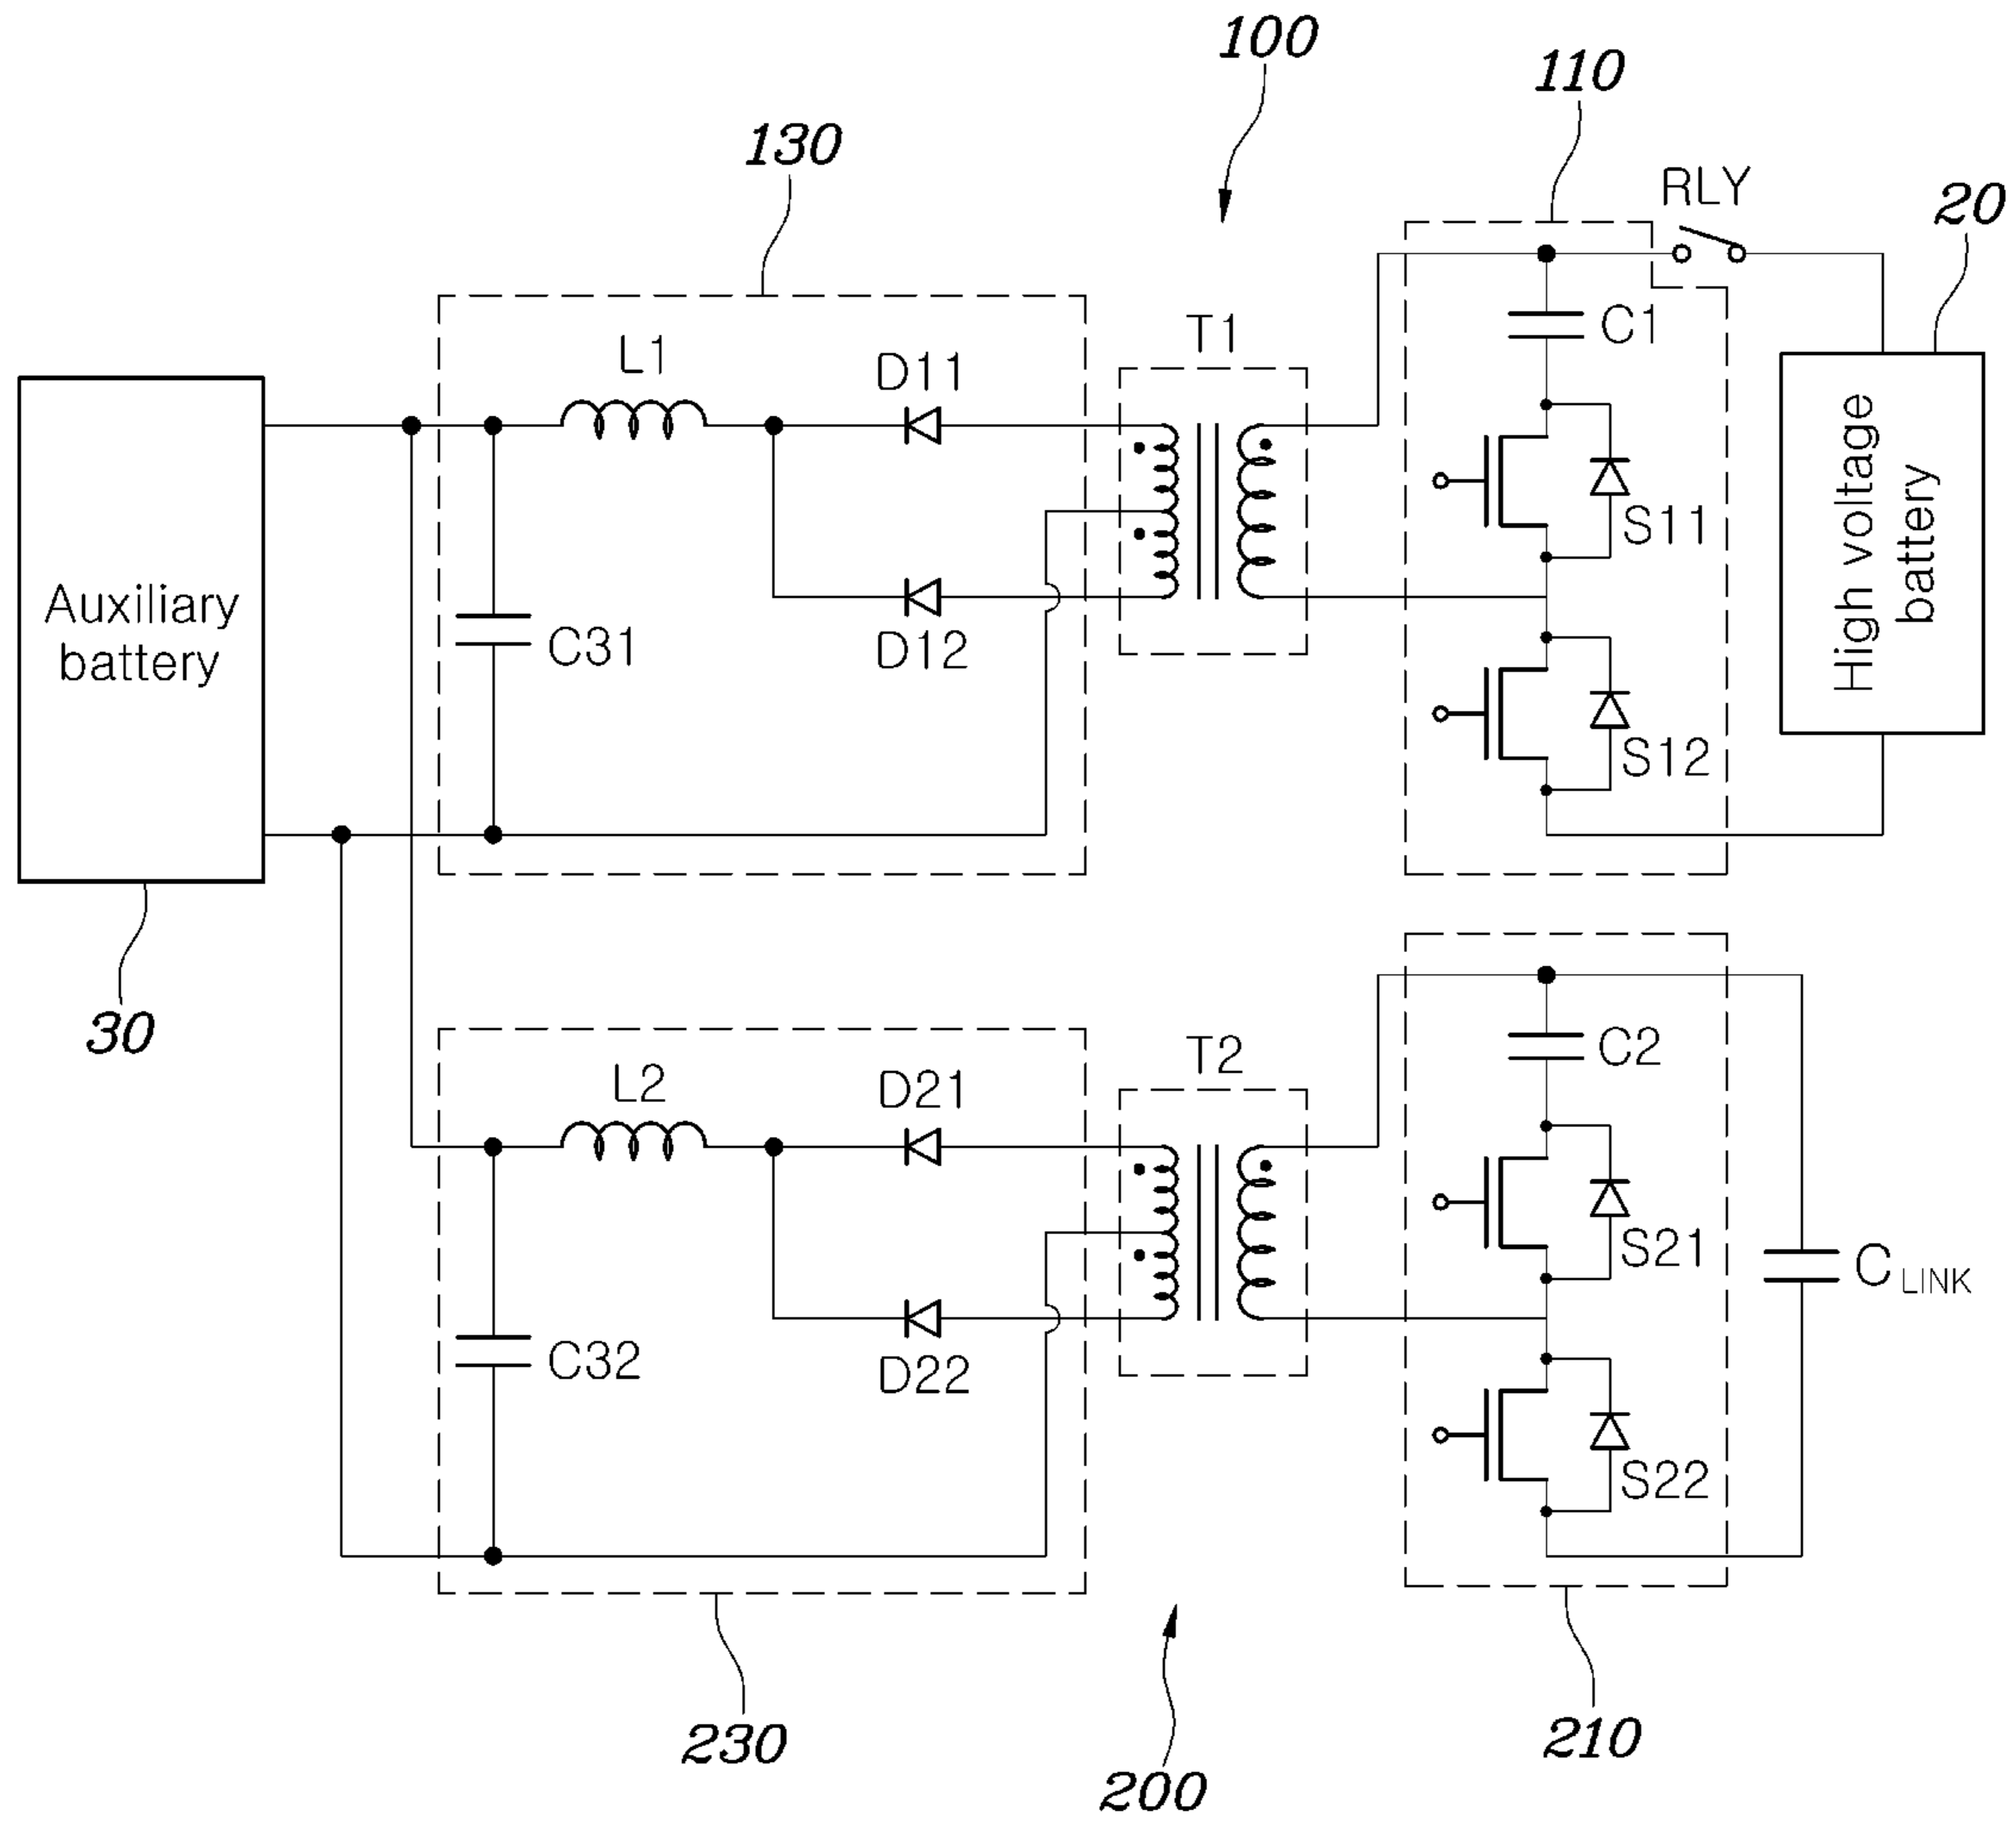 100
110
130
RLY
20
T1
C1
L1
D11
High voltage
battery
S11
Auxiliary
battery
C31
D12
S12
30
T2
C2
L2
D21
S21
C LINK
C32
D22
S22
230
210
200